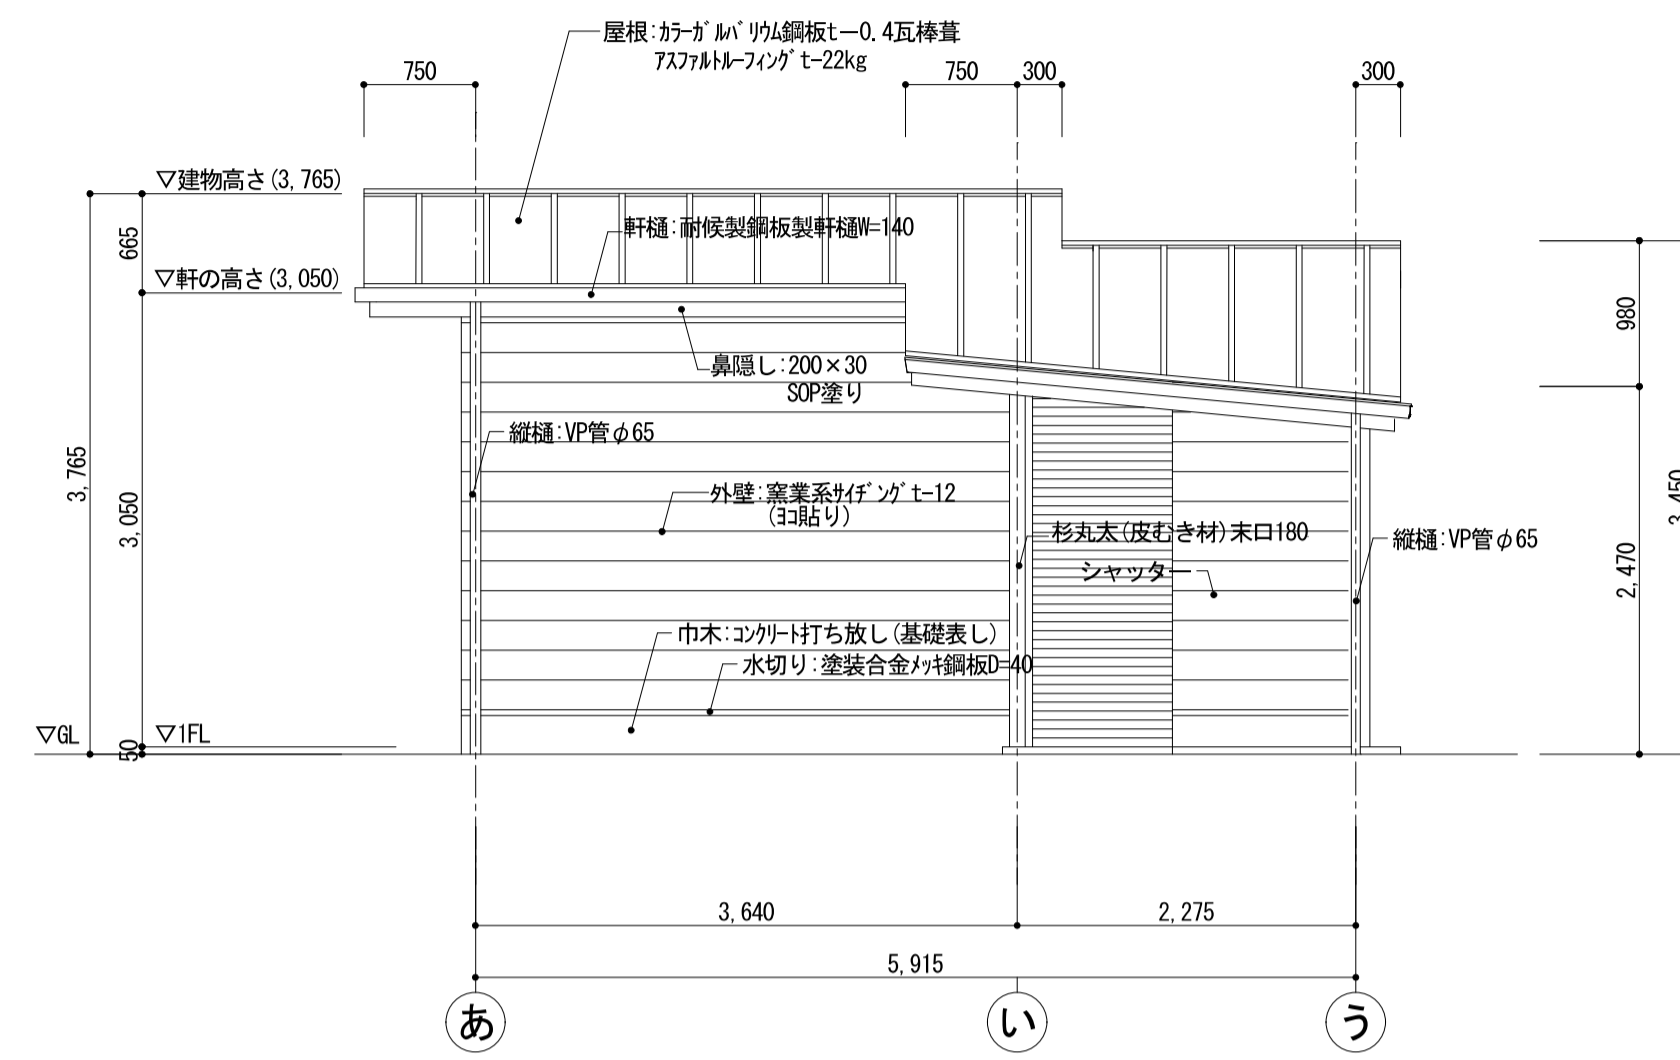 屋根:ｶﾗｰｶﾞﾙﾊﾞﾘｳﾑ鋼板t－0.4瓦棒葺
ｱｽﾌｧﾙﾄﾙｰﾌｨﾝｸﾞt-22kg
750
750
300
300
▽建物高さ(3,765)
665
軒樋:耐候製鋼板製軒樋W=140
▽軒の高さ(3,050)
980
鼻隠し:200×30
SOP塗り
縦樋:VP管φ65
3,765
3,050
外壁:窯業系ｻｲﾁﾞﾝｸﾞt-12
(ﾖｺ貼り)
杉丸太(皮むき材)末口180
縦樋:VP管φ65
3,450
シャッター
2,470
巾木:ｺﾝｸﾘｰﾄ打ち放し(基礎表し)
水切り:塗装合金ﾒｯｷ鋼板D=40
▽GL
▽1FL
50
3,640
2,275
5,915
あ
い
う